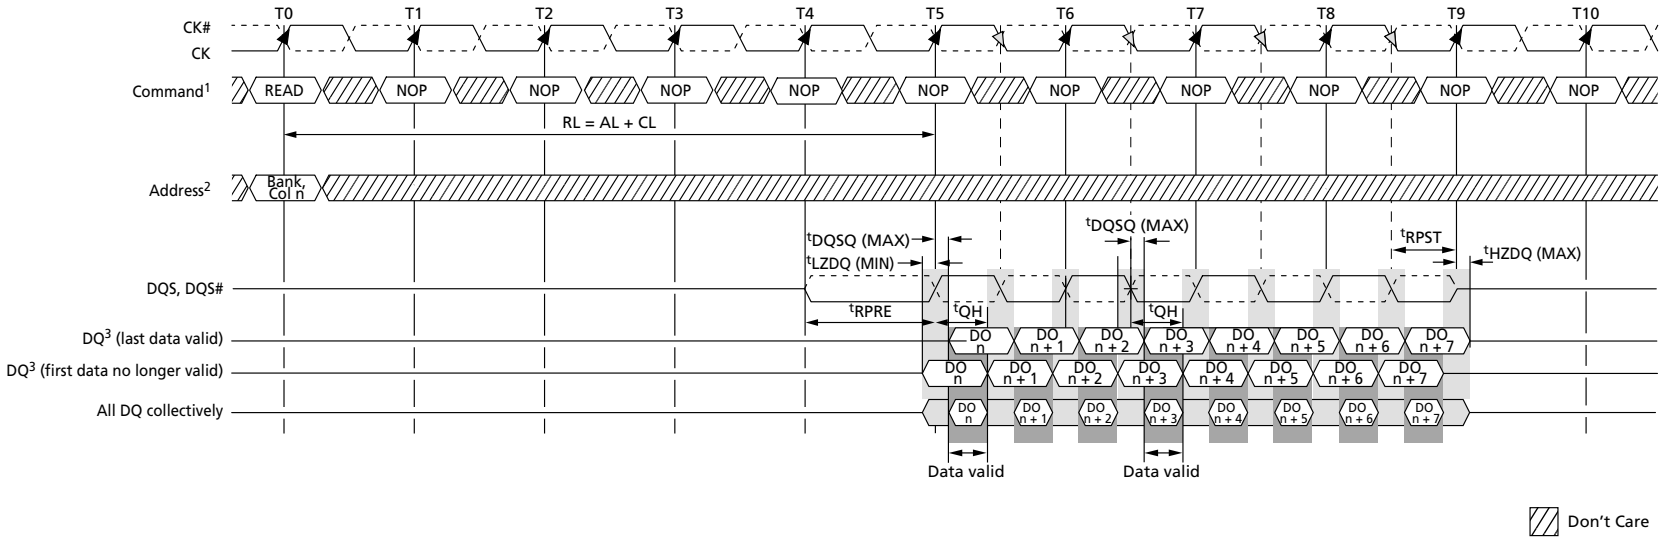 T0 T1 T2 T3 T4 T5 T6 T7 T8 T9 T10
CK#
CK
Command1 READ NOP NOP NOP NOP NOP NOP NOP NOP NOP NOP
RL = AL + CL
Address2 Bank,
Col n
tDQSQ (MAX) tDQSQ (MAX) tRPST
tLZDQ (MIN) tHZDQ (MAX)
DQS, DQS#
tRPRE tQH tQH
DQ3 (last data valid) DO
n DO
n + 1 DO
n + 2 DO
n + 3 DO
n + 4 DO
n + 5 DO
n + 6 DO
n + 7
DQ3 (first data no longer valid) DO
n DO
n + 1 DO
n + 2 DO
n + 3 DO
n + 4 DO
n + 5 DO
n + 6 DO
n + 7
All DQ collectively DO
n DO
n + 1 DO
n + 2 DO
n + 3 DO
n + 4 DO
n + 5 DO
n + 6 DO
n + 7
Data valid Data valid
Don't Care